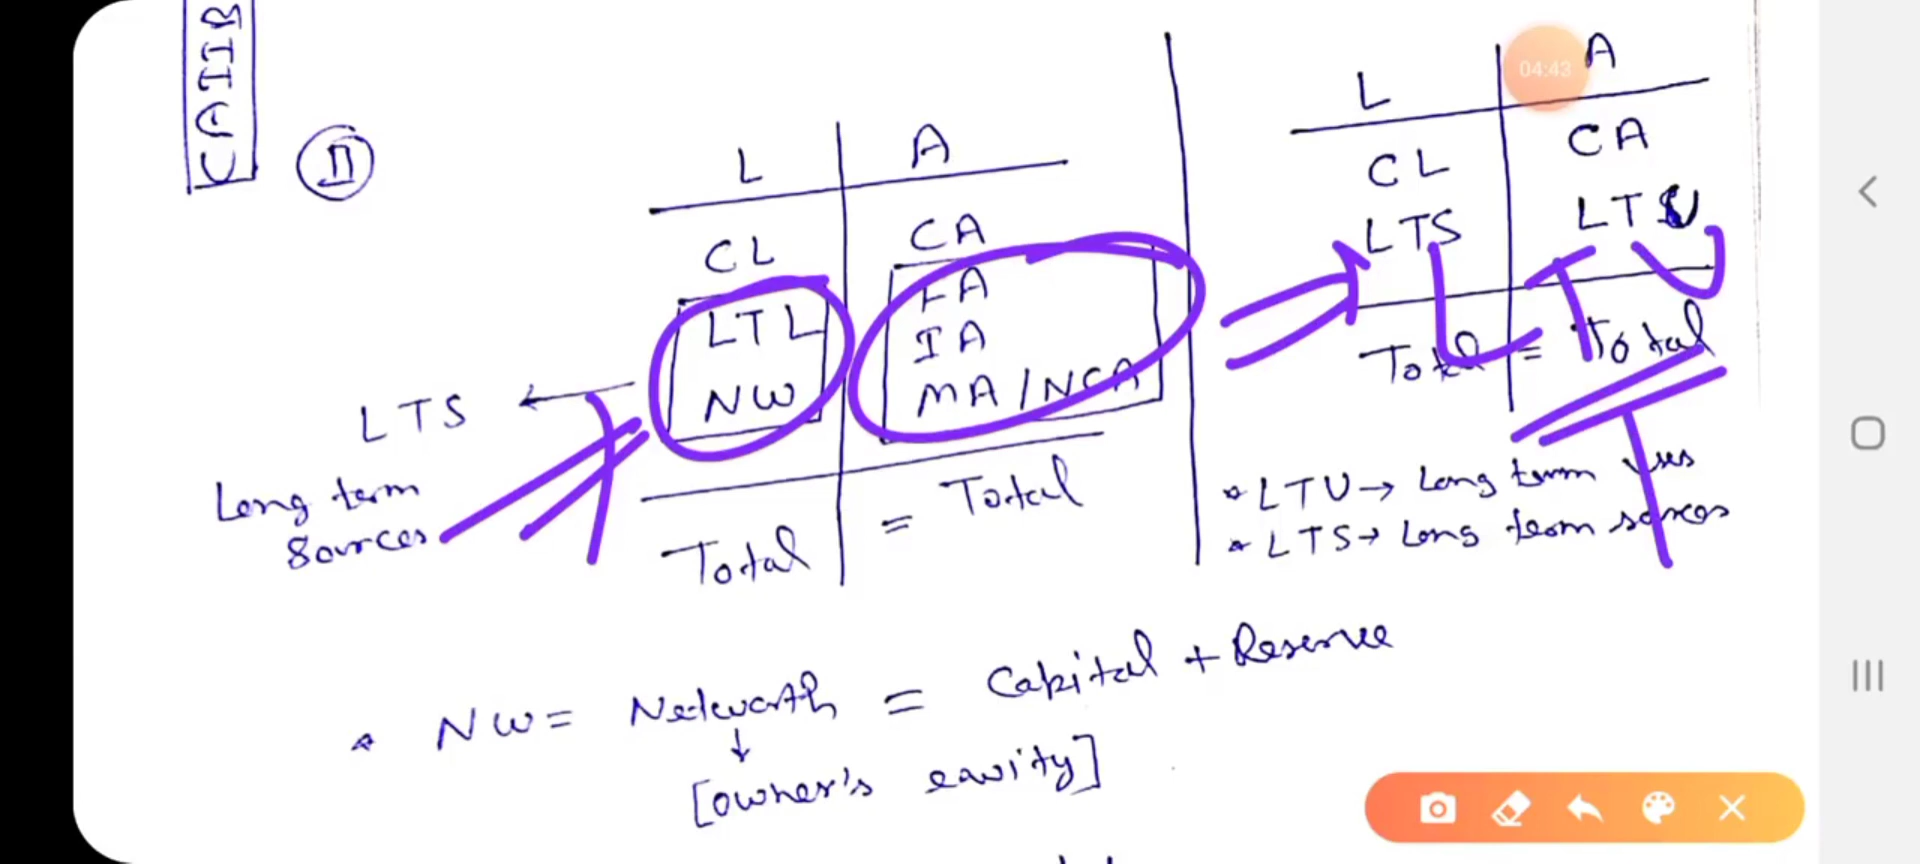 CAIIB
II
L A
CL CA
LTL FA
NW IA
MA/NCA
LTS
Long term
Sources
Total = Total
L A
04:43
CL CA
LTS LTU
Total = Total
LTU
T
* LTU → Long term uses
* LTS → Long term sources
* NW = Networth = Capital + Reserve
[owner's equity]